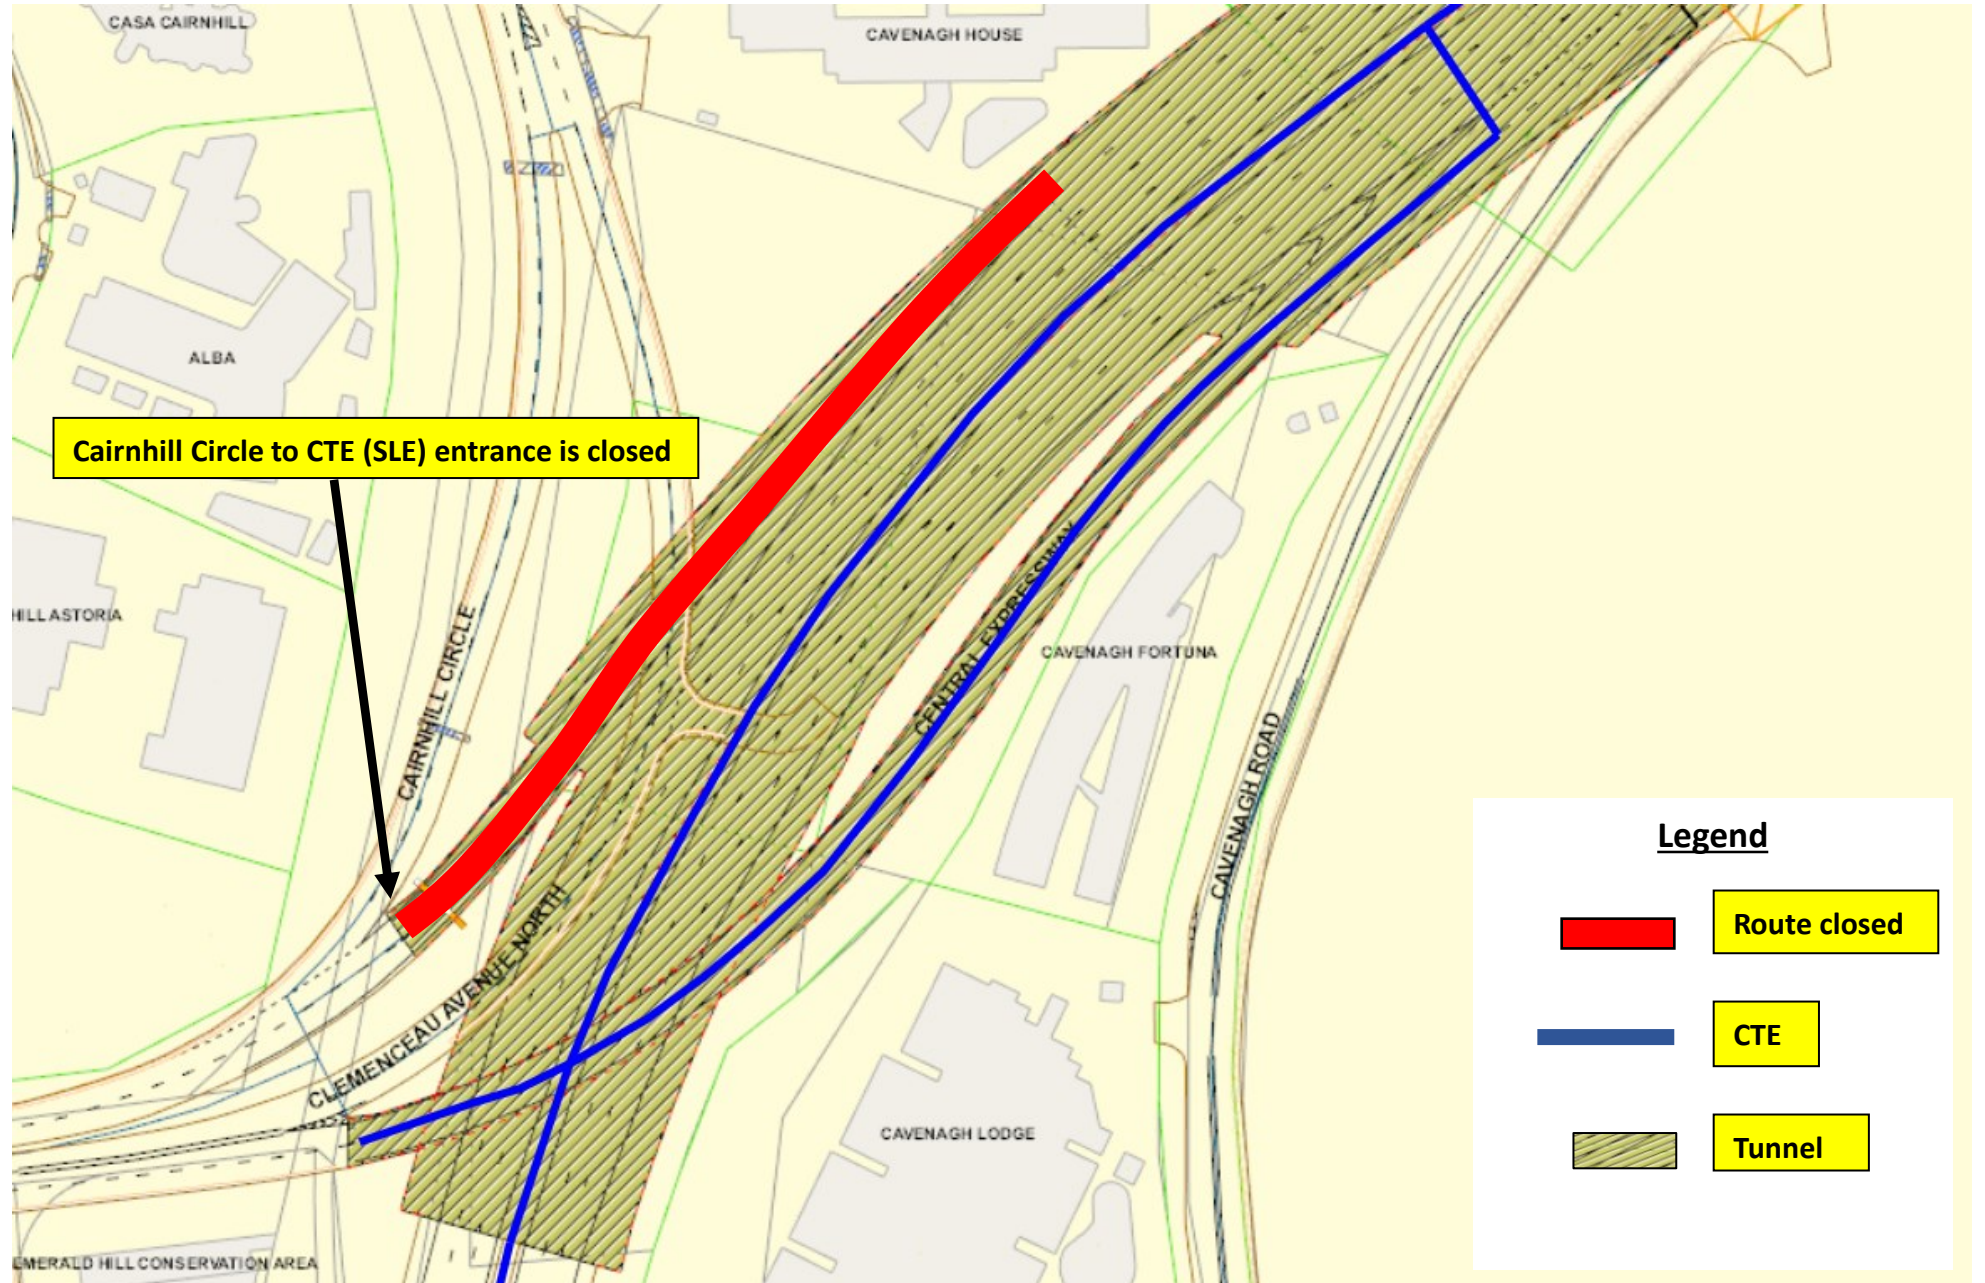 CASA CAIRNHILL
CAVENAGH HOUSE
ALBA
Cairnhill Circle to CTE (SLE) entrance is closed
HILL ASTORIA
CAIRNHILL CIRCLE
CENTRAL EXPRESSWAY
CAVENAGH FORTUNA
CAVENAGH ROAD
CLEMENCEAU AVENUE NORTH
CAVENAGH LODGE
EMERALD HILL CONSERVATION AREA
Legend
Route closed
CTE
Tunnel